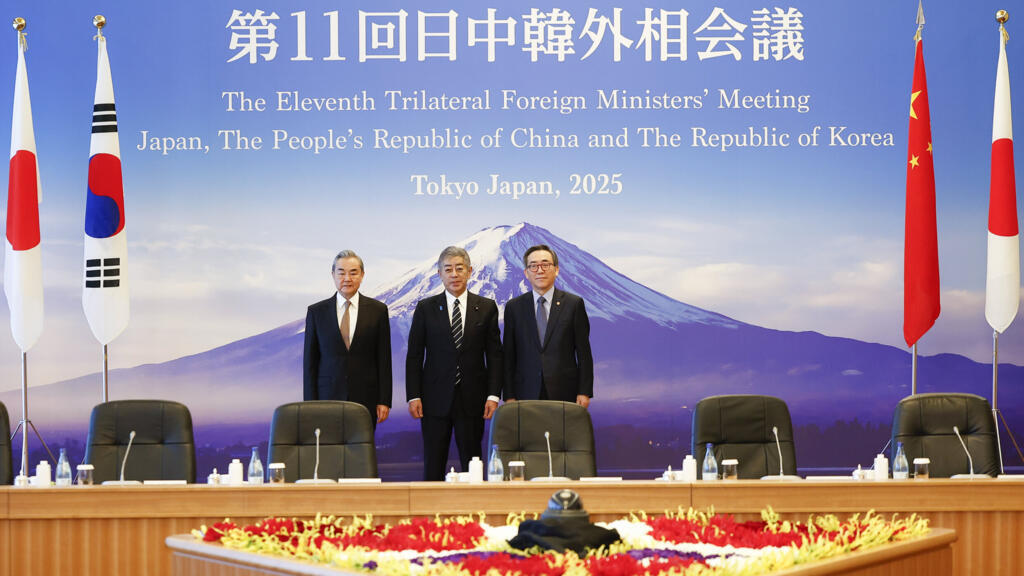 第11回日中韓外相会議
The Eleventh Trilateral Foreign Ministers’ Meeting
Japan, The People’s Republic of China and The Republic of Korea
Tokyo Japan, 2025